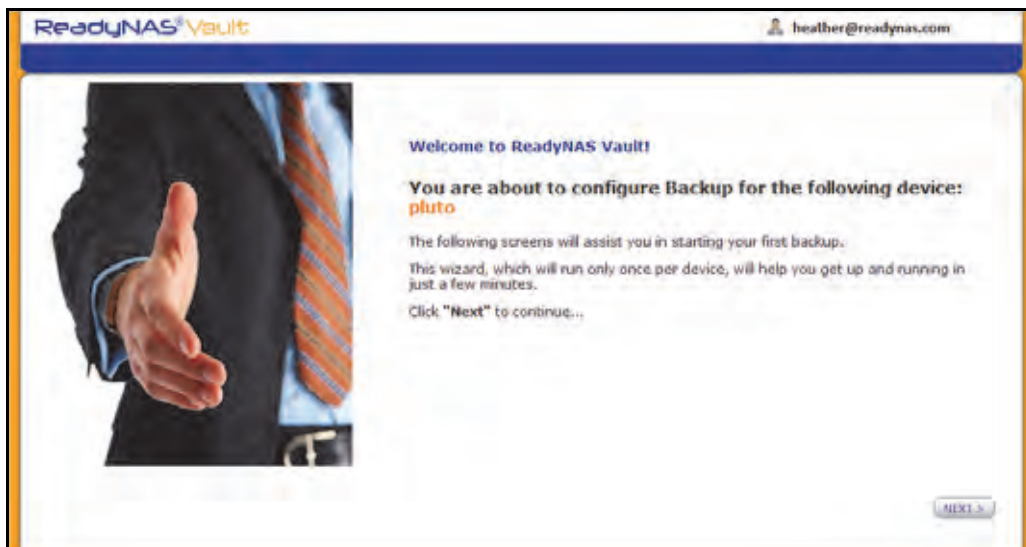 ReadyNAS® Vault
heather@readynas.com
Welcome to ReadyNAS Vault!
You are about to configure Backup for the following device:
pluto
The following screens will assist you in starting your first backup.
This wizard, which will run only once per device, will help you get up and running in
just a few minutes.
Click "Next" to continue...
NEXT >